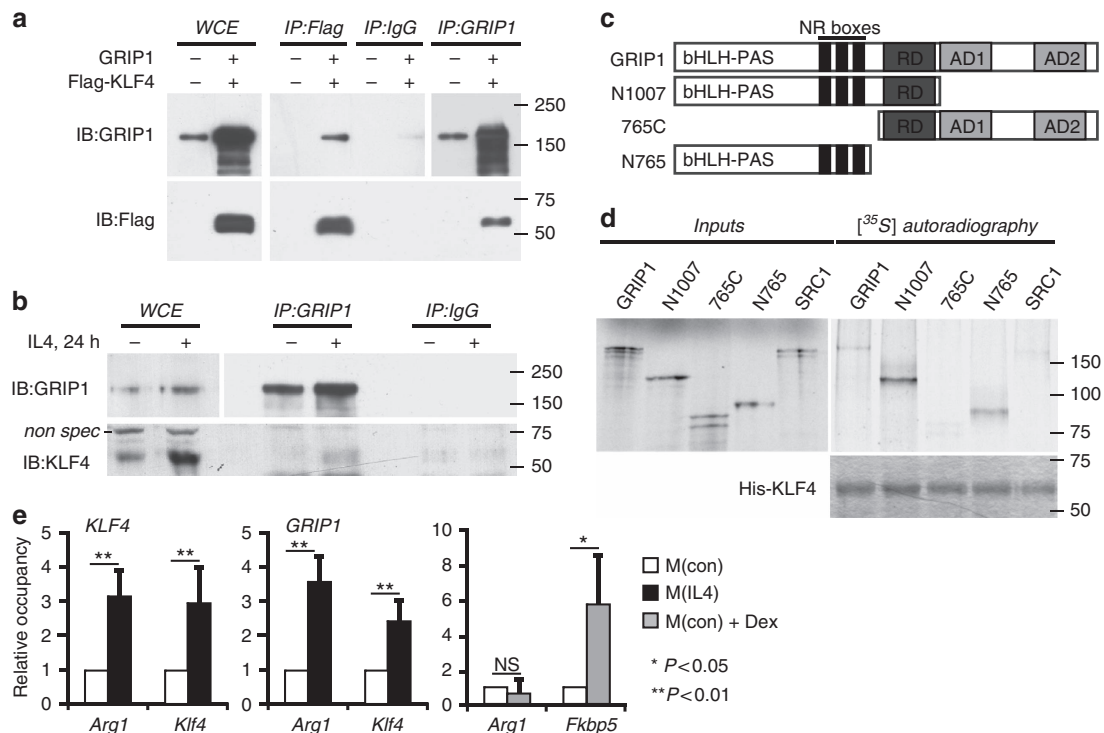 a
WCE IP:Flag IP:IgG IP:GRIP1
GRIP1 – + – + – + – +
Flag-KLF4 – + – + – + – +
250
IB:GRIP1
150
75
IB:Flag
50
b
WCE IP:GRIP1 IP:IgG
IL4, 24 h – + – + – +
250
IB:GRIP1
150
non spec
75
IB:KLF4
50
c
NR boxes
GRIP1 bHLH-PAS RD AD1 AD2
N1007 bHLH-PAS RD
765C RD AD1 AD2
N765 bHLH-PAS
d
Inputs [35S] autoradiography
GRIP1 N1007 765C N765 SRC1 GRIP1 N1007 765C N765 SRC1
150
100
75
75
His-KLF4
50
e
Relative occupancy
KLF4
5
4
3
2
1
0
**
**
Arg1 Klf4
GRIP1
5
4
3
2
1
0
**
**
Arg1 Klf4
10
8
6
4
2
0
NS
*
Arg1 Fkbp5
M(con)
M(IL4)
M(con) + Dex
* P<0.05
**P<0.01